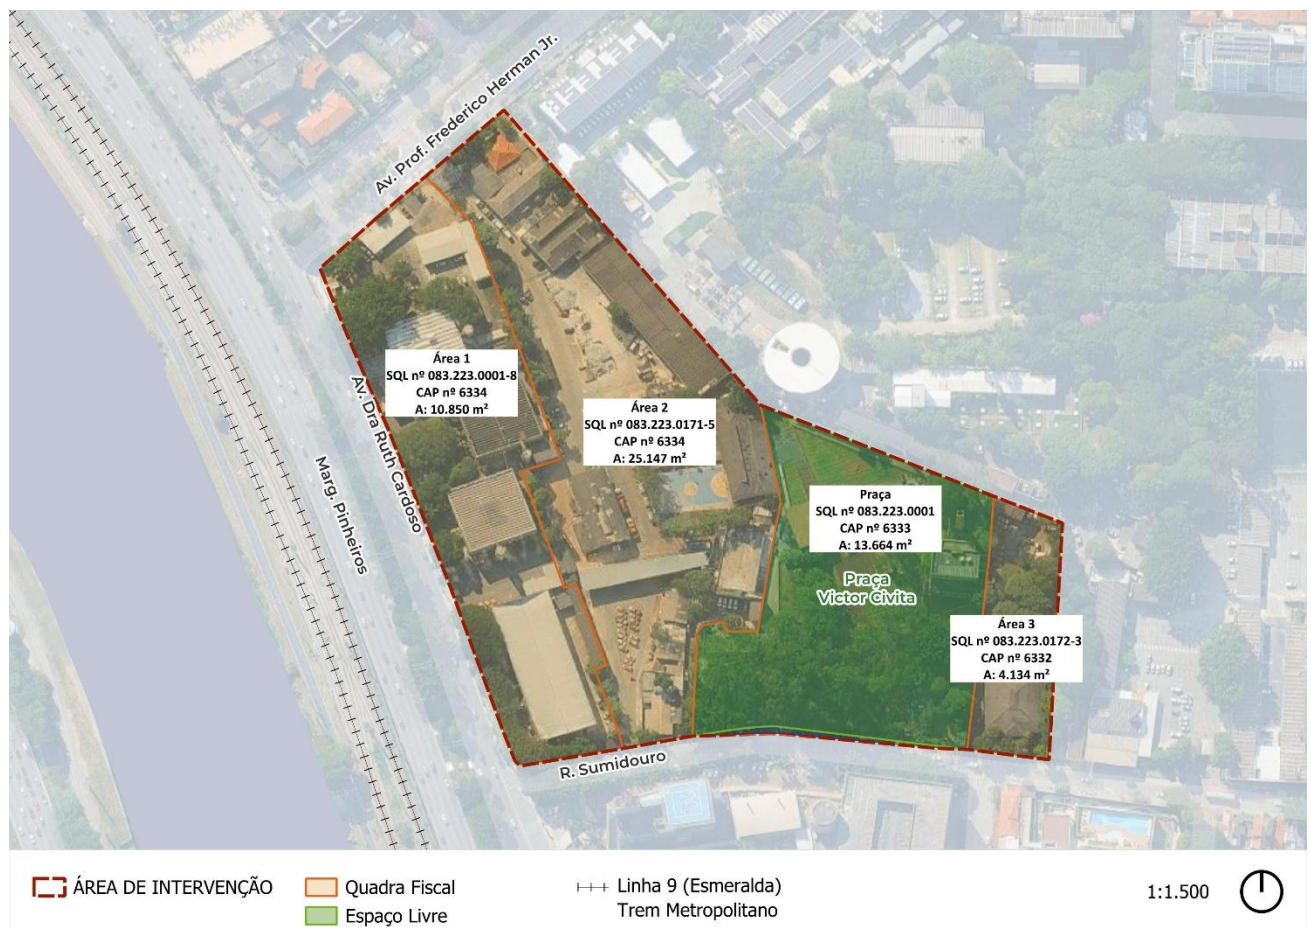 Av. Prof. Frederico Herman Jr.
Área 1
SQL nº 083.223.0001-8
CAP nº 6334
A: 10.850 m²
Área 2
SQL nº 083.223.0171-5
CAP nº 6334
A: 25.147 m²
Av. Dra Ruth Cardoso
Marg. Pinheiros
Praça
SQL nº 083.223.0001
CAP nº 6333
A: 13.664 m²
Praça
Victor Civita
Área 3
SQL nº 083.223.0172-3
CAP nº 6332
A: 4.134 m²
R. Sumidouro
ÁREA DE INTERVENÇÃO
Quadra Fiscal
Espaço Livre
Linha 9 (Esmeralda)
Trem Metropolitano
1:1.500